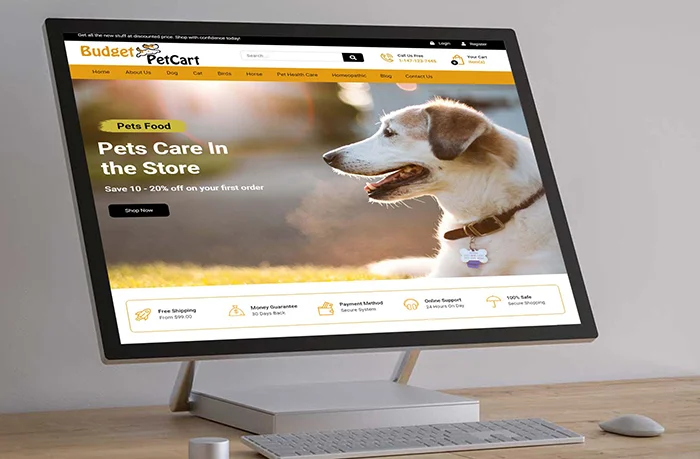 Get all the new stuff at discounted price. Shop with confidence today!
Login Register
Budget PetCart
Search...
Call Us Free
Your Cart
Home About Us Dog Cat Birds Horse Pet Health Care Homeopathic Blog Contact Us
Pets Food
Pets Care In
the Store
Save 10 - 20% off on your first order
Shop Now
Free Shipping
From $99.00
Money Guarantee
30 Days Back
Payment Method
Secure System
Online Support
24 Hours On Day
100% Safe
Secure Shopping